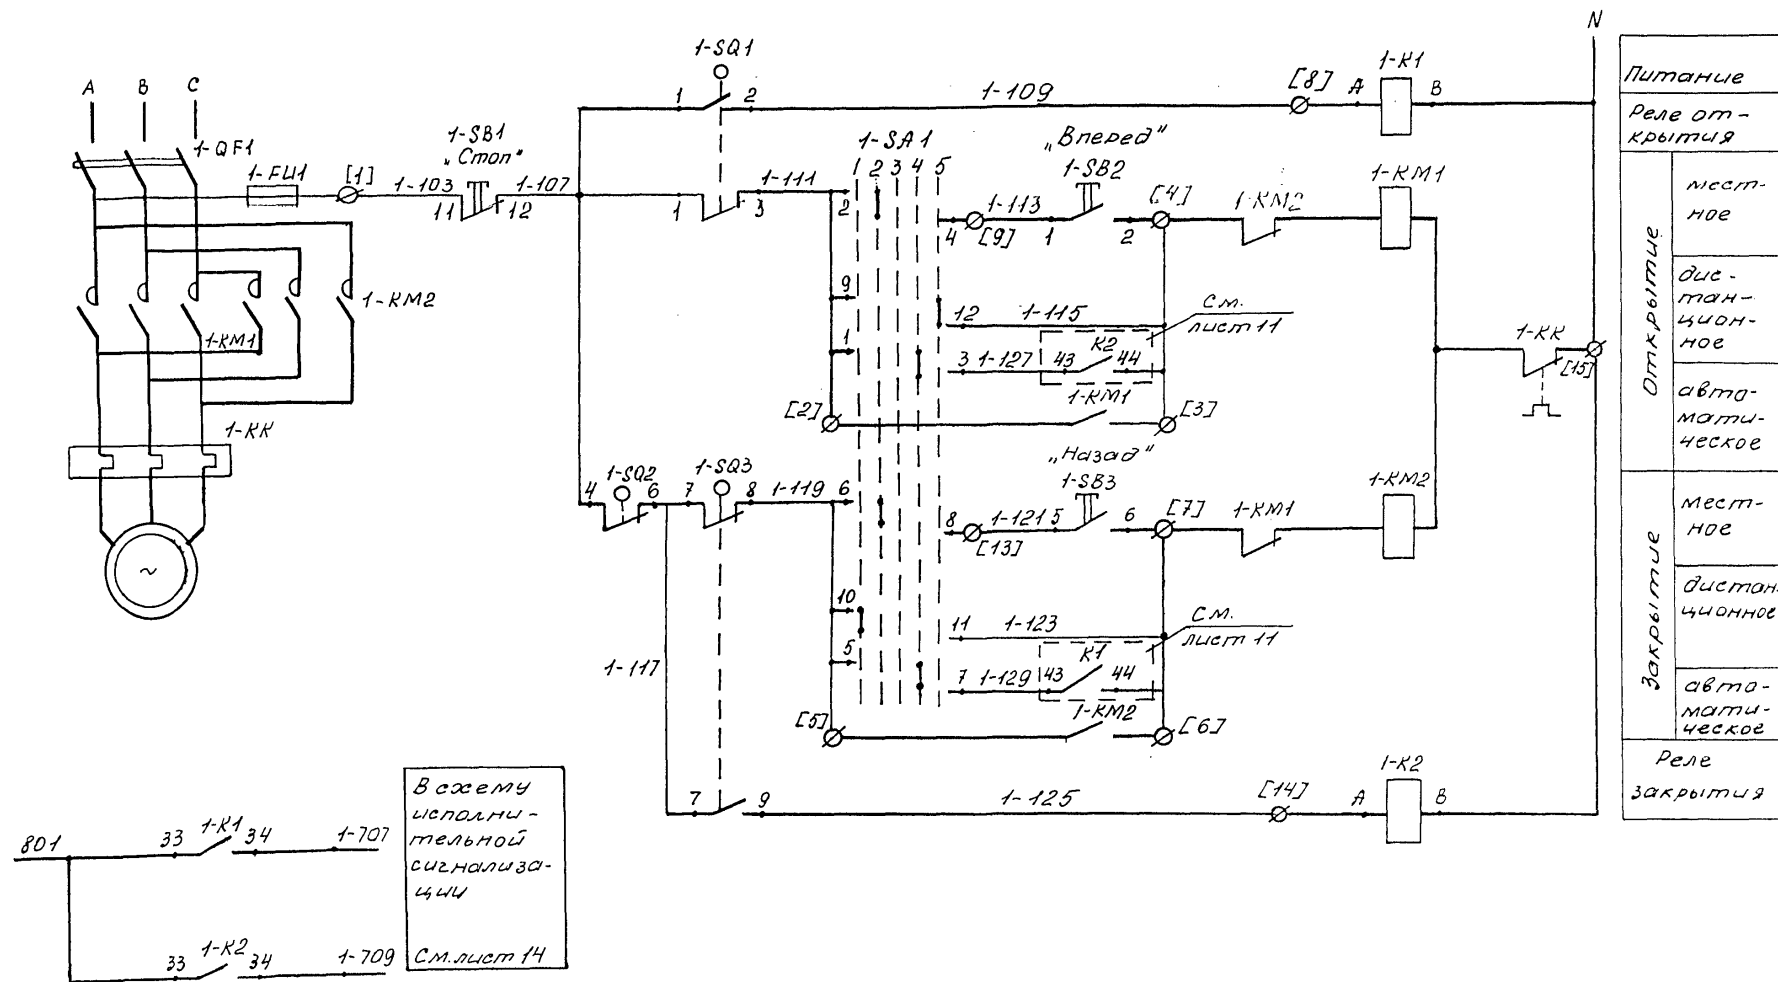 A B C
1-QF1
1-FU1
[1]
1-103
1-SB1
„Стоп"
11 12
1-107
1-SQ1
1 2
1-109
[8]
A
1-K1
B
N
1 3
1-111
1-SA1
1 2 3 4 5
2
9
1
„Вперед"
1-SB2
4
[9]
1-113
1 2
[4]
1-KM2
1-KM1
12
1-115
См.
лист 11
3
1-127
43
K2
44
1-KM1
[2]
[3]
1-KK
[15]
1-KM2
1-KM1
1-KK
~
4
1-SQ2
6
7
1-SQ3
8
1-119
6
10
5
„Назад"
1-SB3
8
[13]
1-121
5 6
[7]
1-KM1
1-KM2
11
1-123
См.
лист 11
7
1-129
43
K1
44
1-KM2
[5]
[6]
1-117
7 9
1-125
[14]
A
1-K2
B
801
33
1-K1
34
1-707
33
1-K2
34
1-709
В схему
исполни-
тельной
сигнализа-
ции
См. лист 14
Питание
Реле от-
крытия
Открытие
мест-
ное
дис-
тан-
цион-
ное
авто-
мати-
ческое
Закрытие
мест-
ное
дистан-
ционное
авто-
мати-
ческое
Реле
закрытия